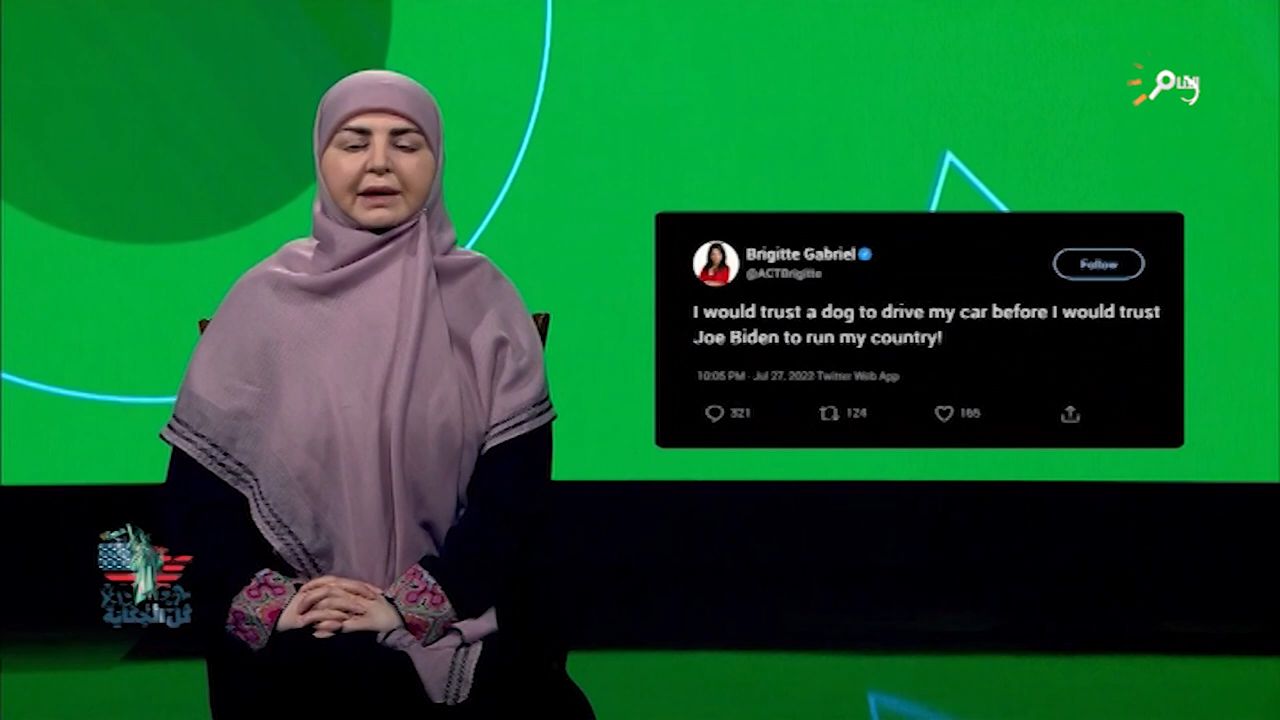 Brigitte Gabriel
@ACTBrigitte
Follow
I would trust a dog to drive my car before I would trust
Joe Biden to run my country!
10:05 PM · Jul 27, 2022 Twitter Web App
321
124
165